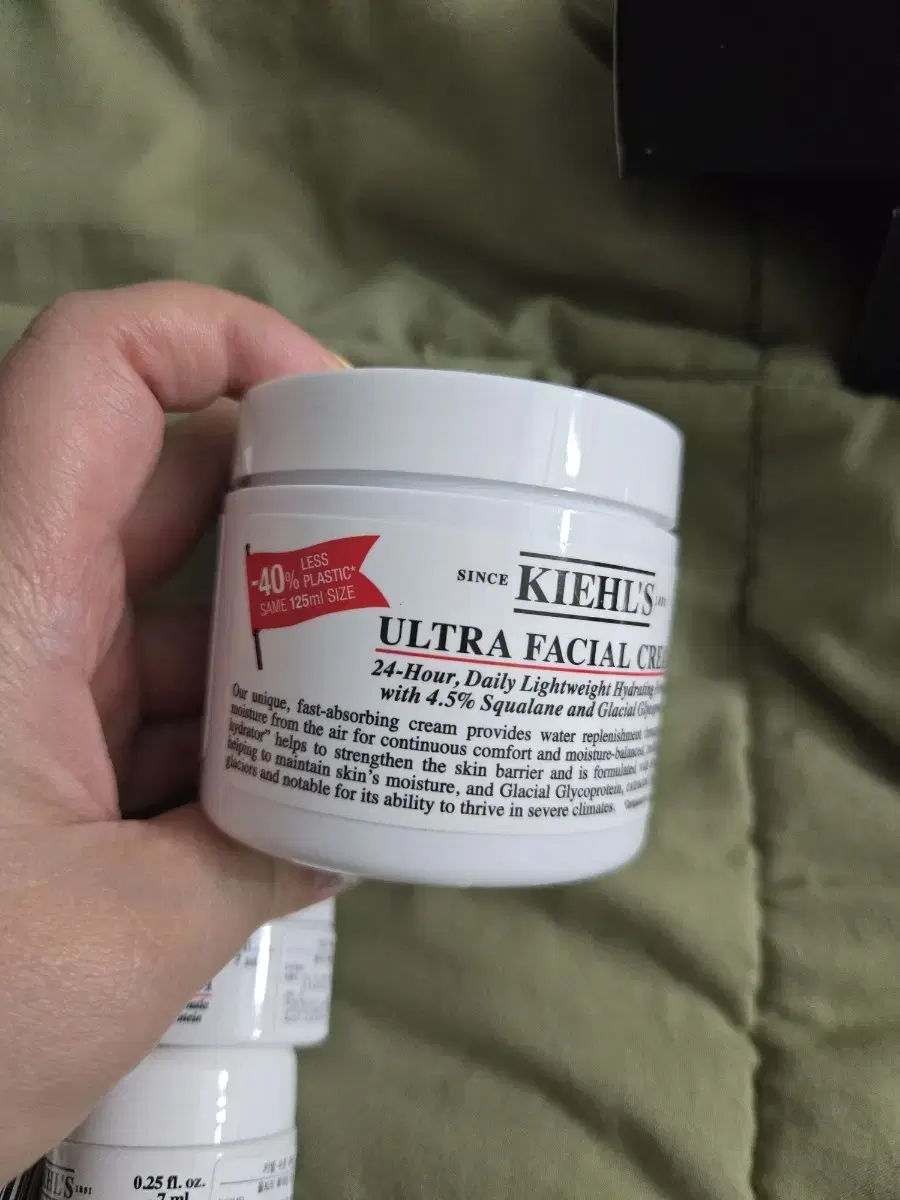 -40% LESS
PLASTIC*
SAME 125ml SIZE
SINCE KIEHL'S
ULTRA FACIAL
24-Hour, Daily Lightweight Hydrating
with 4.5% Squalane and Glacial
Our unique, fast-absorbing cream provides water replenishment
moisture from the air for continuous comfort and moisture-balanced,
hydrator" helps to strengthen the skin barrier and is formulated
helping to maintain skin's moisture, and Glacial Glycoprotein,
glaciers and notable for its ability to thrive in severe climates.
0.25 fl. oz.
7 ml